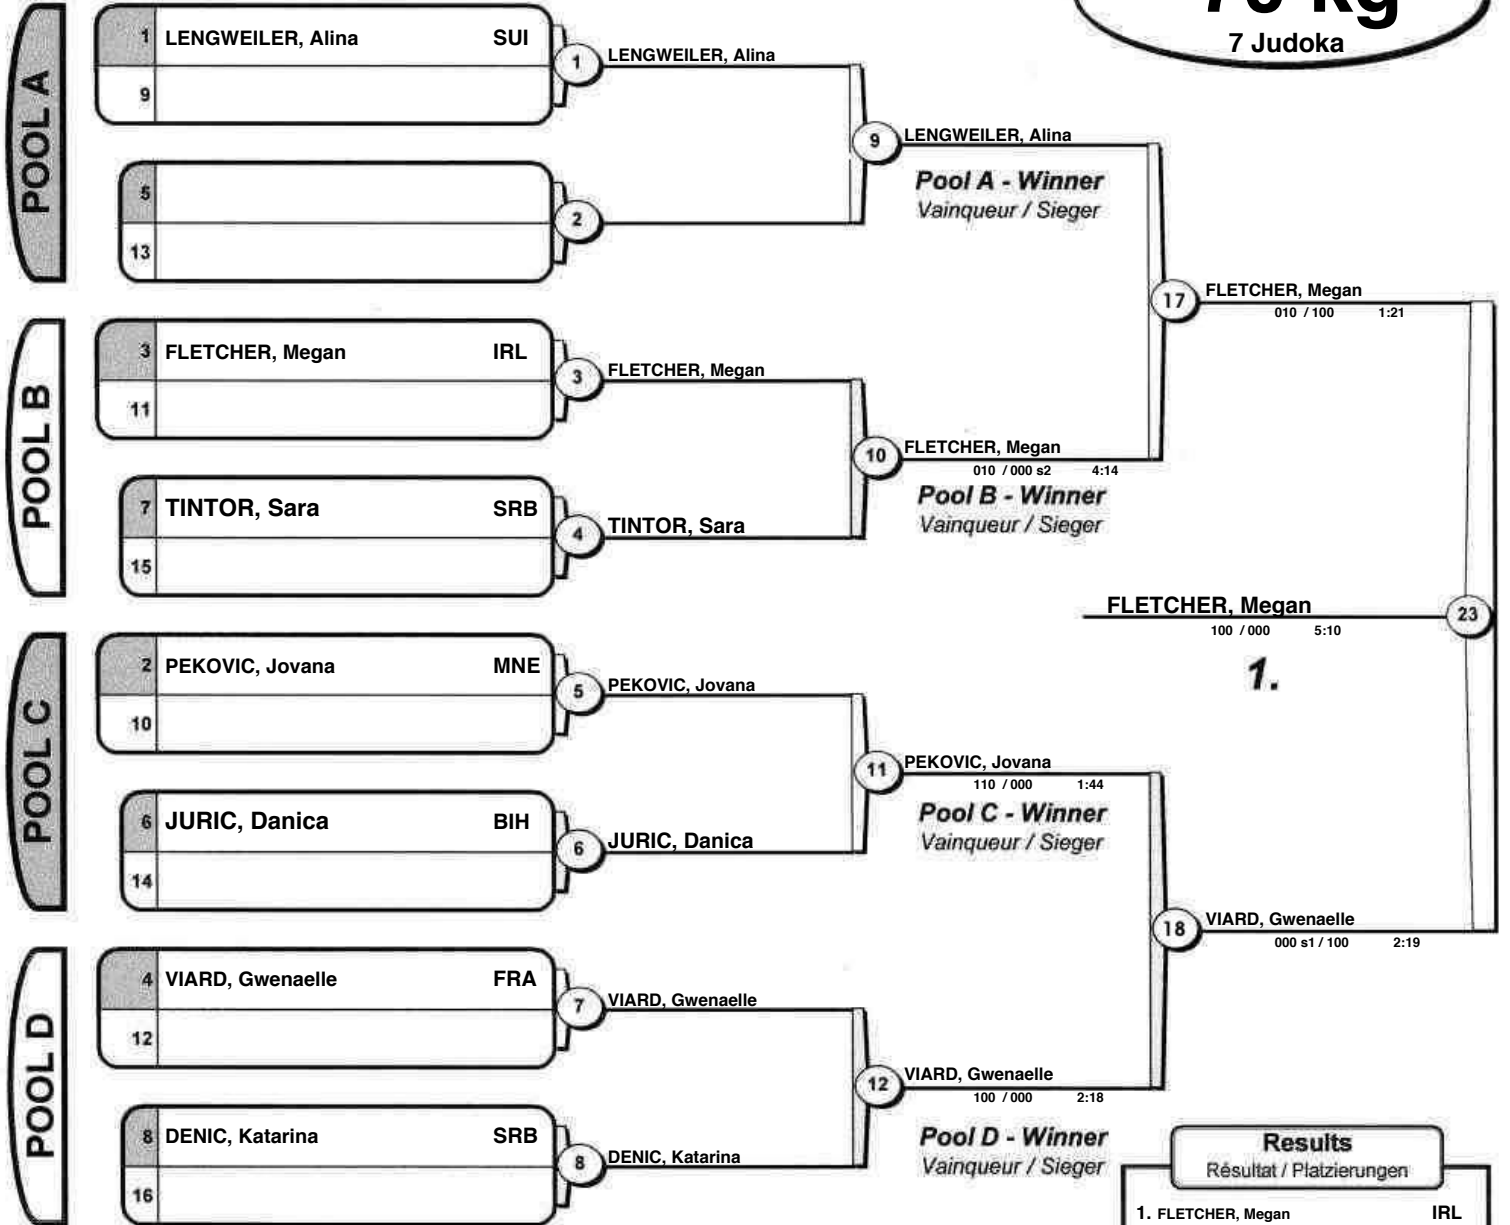 70 kg
7 Judoka
POOL A
1 LENGWEILER, Alina SUI
9
1 LENGWEILER, Alina
5
13
2
9 LENGWEILER, Alina
Pool A - Winner
Vainqueur / Sieger
17 FLETCHER, Megan
010 / 100 1:21
POOL B
3 FLETCHER, Megan IRL
11
3 FLETCHER, Megan
10 FLETCHER, Megan
010 / 000 s2 4:14
Pool B - Winner
Vainqueur / Sieger
7 TINTOR, Sara SRB
15
4 TINTOR, Sara
FLETCHER, Megan 23
100 / 000 5:10
1.
POOL C
2 PEKOVIC, Jovana MNE
10
5 PEKOVIC, Jovana
11 PEKOVIC, Jovana
110 / 000 1:44
Pool C - Winner
Vainqueur / Sieger
6 JURIC, Danica BIH
14
6 JURIC, Danica
18 VIARD, Gwenaelle
000 s1 / 100 2:19
POOL D
4 VIARD, Gwenaelle FRA
12
7 VIARD, Gwenaelle
12 VIARD, Gwenaelle
100 / 000 2:18
Pool D - Winner
Vainqueur / Sieger
8 DENIC, Katarina SRB
16
8 DENIC, Katarina
Results
Résultat / Platzierungen
1. FLETCHER, Megan IRL